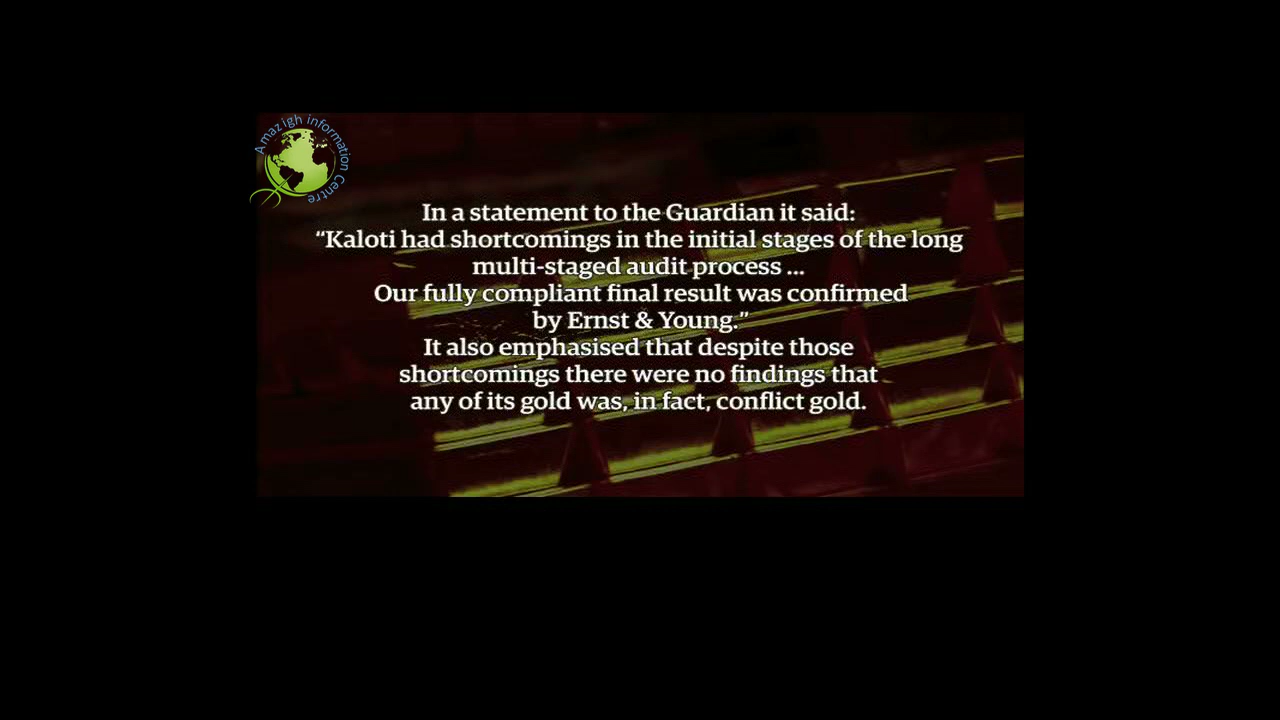 Amazigh information Centre
In a statement to the Guardian it said:
“Kaloti had shortcomings in the initial stages of the long
multi-staged audit process ...
Our fully compliant final result was confirmed
by Ernst & Young.”
It also emphasised that despite those
shortcomings there were no findings that
any of its gold was, in fact, conflict gold.